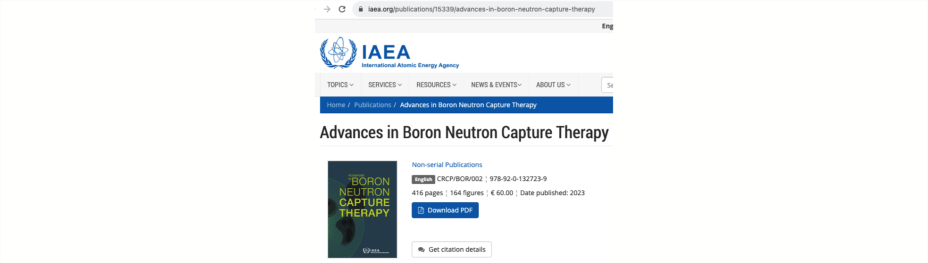 iaea.org/publications/15339/advances-in-boron-neutron-capture-therapy
Eng
IAEA
International Atomic Energy Agency
TOPICS SERVICES RESOURCES NEWS & EVENTS ABOUT US Se
Home / Publications / Advances in Boron Neutron Capture Therapy
Advances in Boron Neutron Capture Therapy
Advances
in BORON
NEUTRON
CAPTURE
THERAPY
IAEA
Non-serial Publications
English CRCP/BOR/002 ¦ 978-92-0-132723-9
416 pages ¦ 164 figures ¦ € 60.00 ¦ Date published: 2023
Download PDF
Get citation details